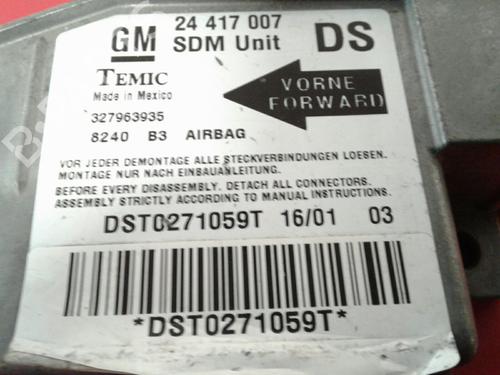 GM 24 417 007 DS
SDM Unit
TEMIC
Made in Mexico
VORNE
FORWARD
327963935
8240 B3 AIRBAG
VOR JEDER DEMONTAGE ALLE STECKVERBINDUNGEN LOESEN.
MONTAGE NUR NACH EINBAUANLEITUNG.
BEFORE EVERY DISASSEMBLY, DETACH ALL CONNECTORS.
ASSEMBLY STRICTLY ACCORDING TO MANUAL INSTRUCTIONS.
DST0271059T 16/01 03
*DST0271059T*